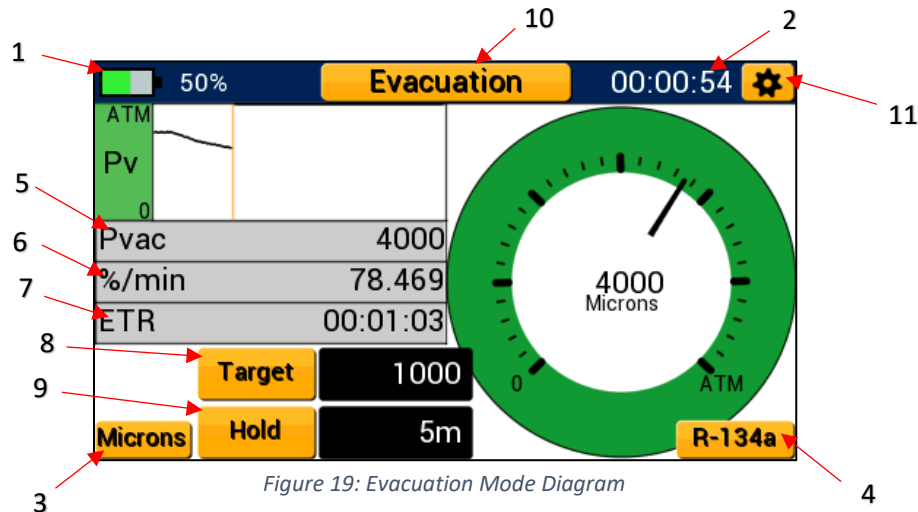 10
2
1
50%
Evacuation
00:00:54
11
ATM
Pv
0
5
Pvac 4000
6
%/min 78.469
7
ETR 00:01:03
4000
Microns
0
ATM
8
Target 1000
9
Hold 5m
Microns
R-134a
3
Figure 19: Evacuation Mode Diagram
4